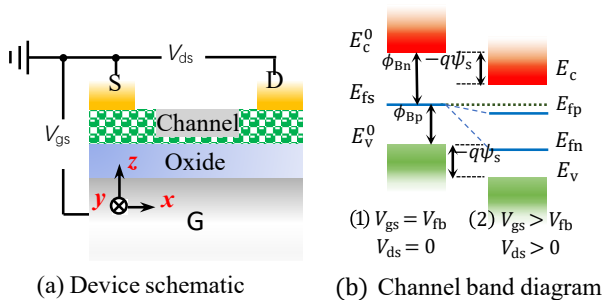 V_ds
S
D
V_gs
Channel
Oxide
z
y
x
G
(a) Device schematic
E_c^0
ϕ_Bn
−qψ_s
E_c
E_fs
E_fp
ϕ_Bp
E_v^0
E_fn
−qψ_s
E_v
(1) V_gs = V_fb
V_ds = 0
(2) V_gs > V_fb
V_ds > 0
(b) Channel band diagram